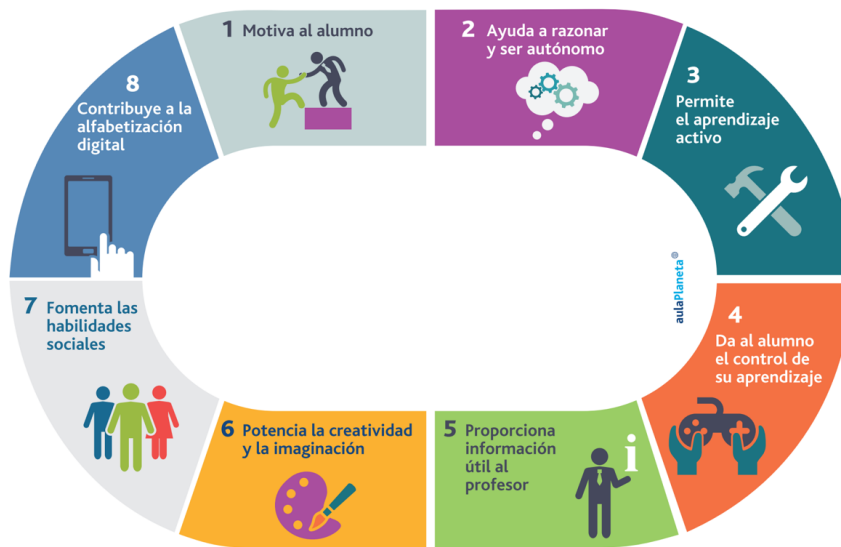 1 Motiva al alumno
2 Ayuda a razonar
y ser autónomo
3
Permite
el aprendizaje
activo
4
Da al alumno
el control de
su aprendizaje
5 Proporciona
información
útil al
profesor
i
6 Potencia la creatividad
y la imaginación
7 Fomenta las
habilidades
sociales
8
Contribuye a la
alfabetización
digital
aulaPlaneta@